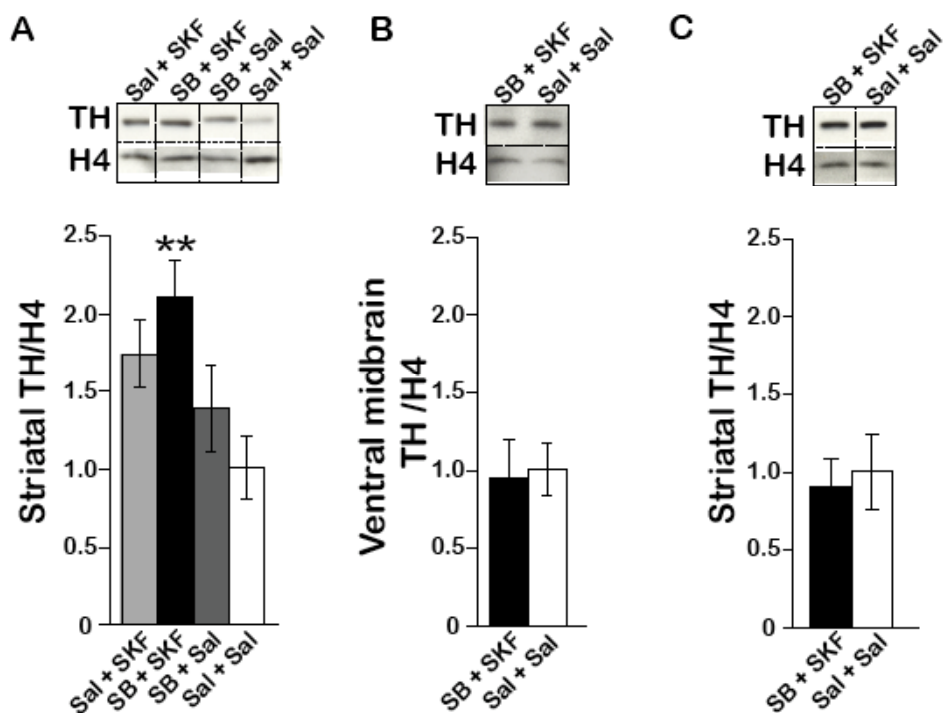 A
Sal + SKF
SB + SKF
SB + Sal
Sal + Sal
TH
H4
2.5
2.0
1.5
1.0
0.5
0
Striatal TH/H4
**
Sal + SKF
SB + SKF
SB + Sal
Sal + Sal
B
SB + SKF
Sal + Sal
TH
H4
2.5
2.0
1.5
1.0
0.5
0
Ventral midbrain
TH /H4
SB + SKF
Sal + Sal
C
SB + SKF
Sal + Sal
TH
H4
2.5
2.0
1.5
1.0
0.5
0
Striatal TH/H4
SB + SKF
Sal + Sal